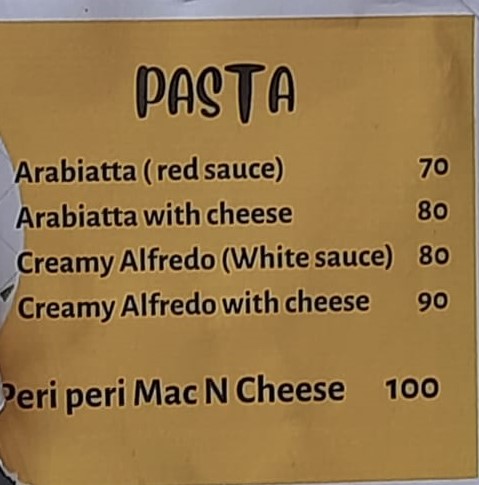 PASTA
Arabiatta (red sauce) 70
Arabiatta with cheese 80
Creamy Alfredo (White sauce) 80
Creamy Alfredo with cheese 90
Peri peri Mac N Cheese 100